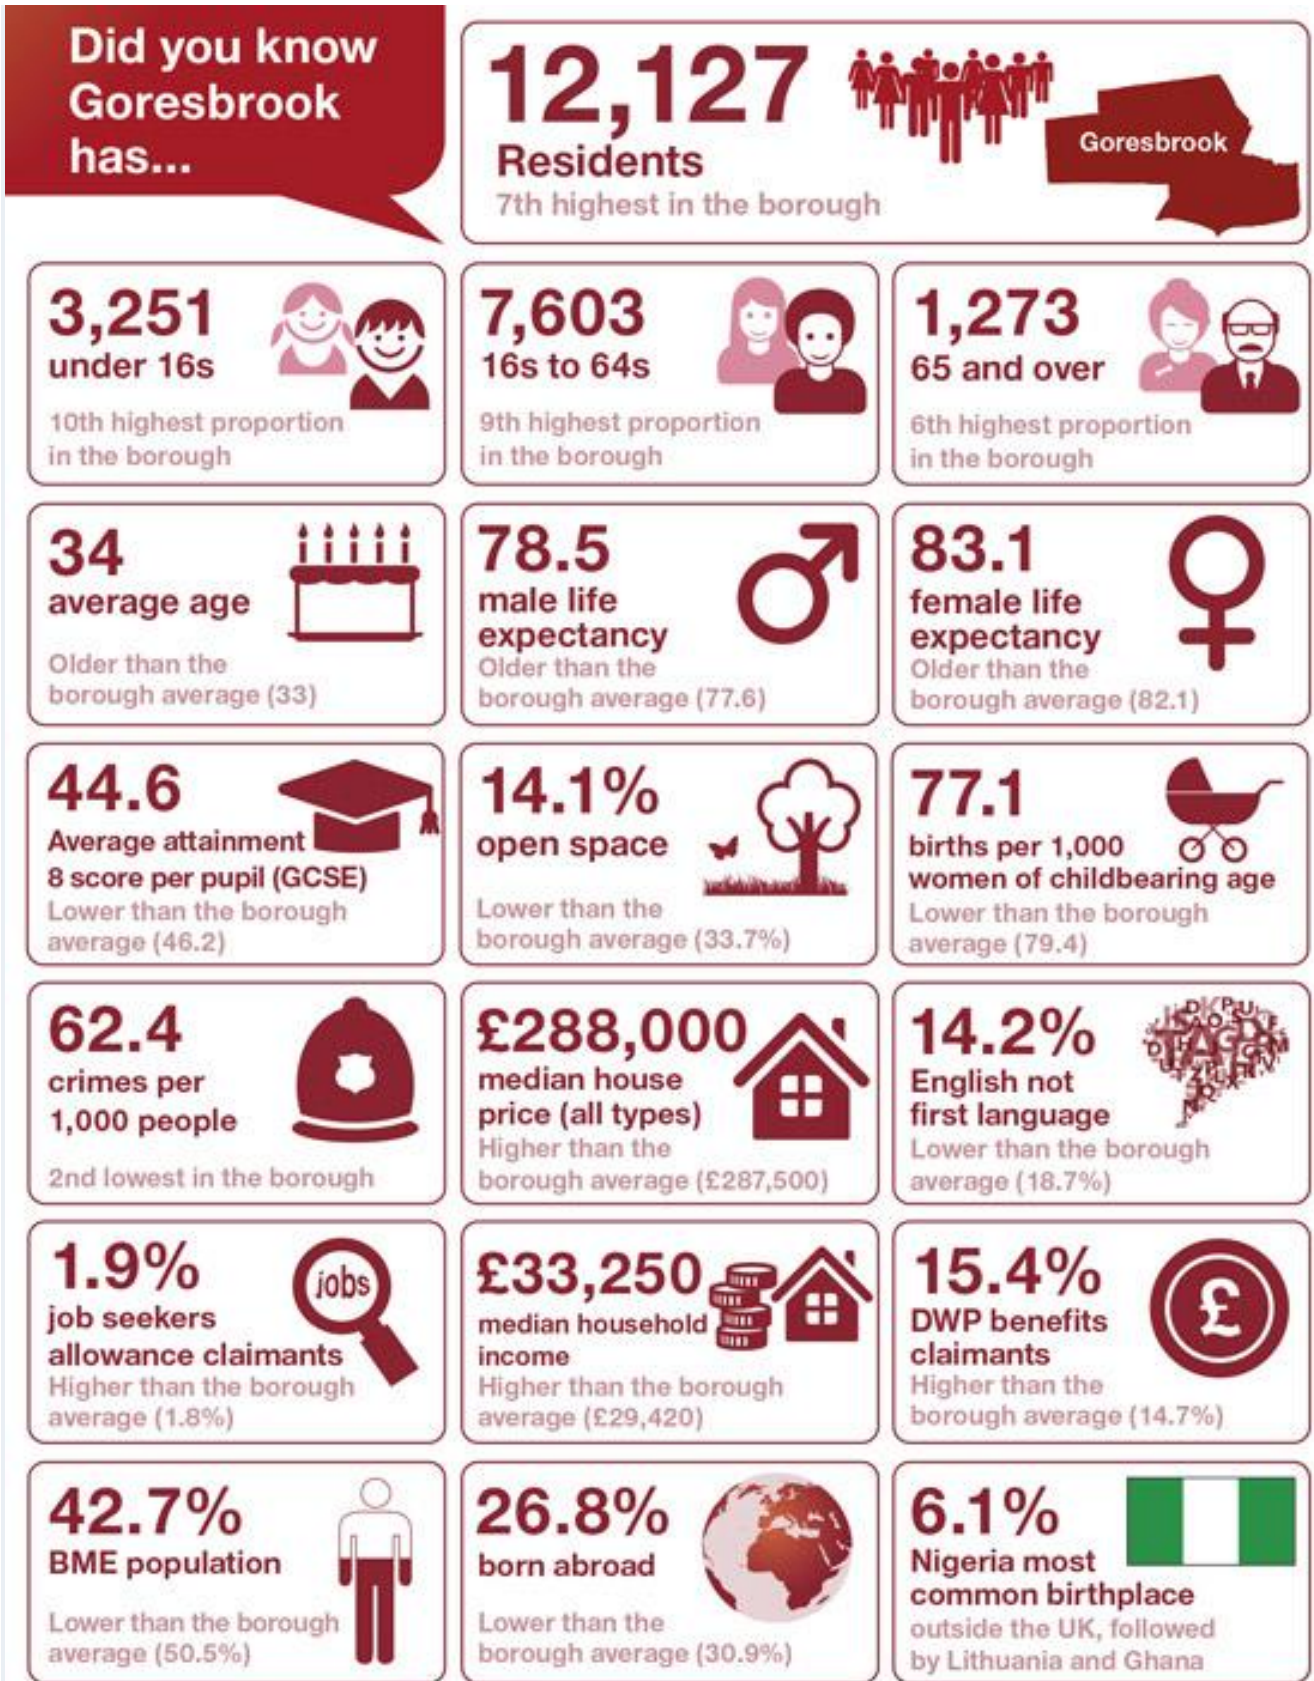 Did you know
Goresbrook
has...
12,127
Residents
7th highest in the borough
Goresbrook
3,251
under 16s
10th highest proportion
in the borough
7,603
16s to 64s
9th highest proportion
in the borough
1,273
65 and over
6th highest proportion
in the borough
34
average age
Older than the
borough average (33)
78.5
male life
expectancy
Older than the
borough average (77.6)
83.1
female life
expectancy
Older than the
borough average (82.1)
44.6
Average attainment
8 score per pupil (GCSE)
Lower than the borough
average (46.2)
14.1%
open space
Lower than the
borough average (33.7%)
77.1
births per 1,000
women of childbearing age
Lower than the borough
average (79.4)
62.4
crimes per
1,000 people
2nd lowest in the borough
£288,000
median house
price (all types)
Higher than the
borough average (£287,500)
14.2%
English not
first language
Lower than the borough
average (18.7%)
1.9%
job seekers
allowance claimants
Higher than the borough
average (1.8%)
jobs
£33,250
median household
income
Higher than the borough
average (£29,420)
15.4%
DWP benefits
claimants
Higher than the
borough average (14.7%)
£
42.7%
BME population
Lower than the borough
average (50.5%)
26.8%
born abroad
Lower than the
borough average (30.9%)
6.1%
Nigeria most
common birthplace
outside the UK, followed
by Lithuania and Ghana